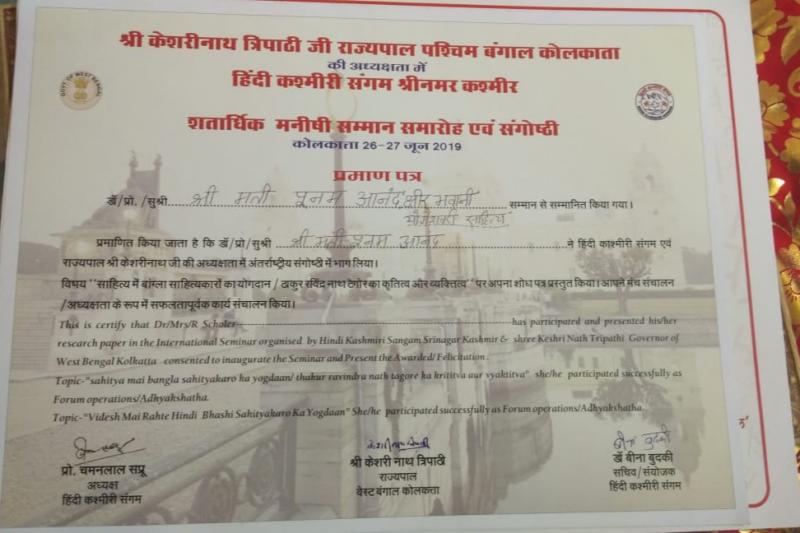 श्री केशरीनाथ त्रिपाठी जी राज्यपाल पश्चिम बंगाल कोलकाता
की अध्यक्षता में
हिंदी कश्मीरी संगम श्रीनमर कश्मीर
शतार्धिक मनीषी सम्मान समारोह एवं संगोष्ठी
कोलकाता 26-27 जून 2019
प्रमाण पत्र
डॉ/प्रो. /सुश्री श्री मती पूनम आनंद क्षीर भवानी सम्मान से सम्मानित किया गया।
प्रमाणित किया जाता है कि डॉ/प्रो/सुश्री श्री मती पूनम आनंद ने हिंदी काश्मीरी संगम एवं
राज्यपाल श्री केशरीनाथ जी की अध्यक्षता में अंतर्राष्ट्रीय संगोष्ठी में भाग लिया।
विषय "साहित्य में बांग्ला साहित्यकारों का योगदान / ठाकुर रविंद्र नाथ टैगोर का कृतित्व ओर व्यक्तित्व" पर अपना शोध पत्र प्रस्तुत किया। आपने मंच संचालन
/अध्यक्षता के रूप में सफलतापूर्वक कार्य संचालन किया।
This is certify that Dr/Mrs/R Scholer has participated and presented his/her
research paper in the International Seminar organised by Hindi Kashmiri Sangam Srinagar Kashmir & shree Keshri Nath Tripathi Governor of
West Bengal Kolkatta consented to inaugurate the Seminar and Present the Awarded/ Felicitation.
Topic-"sahitya mai bangla sahityakaro ka yogdaan/ thakur ravindra nath tagore ka krititva aur vyaktitva" she/he participated successfully as
Forum operations/Adhyakshatha.
Topic-"Videsh Mai Rahte Hindi Bhashi Sahityakaro Ka Yogdaan" She/he participated successfully as Forum operations/Adhyakshatha.
प्रो. चमनलाल सप्रू
अध्यक्ष
हिंदी कश्मीरी संगम
श्री केशरी नाथ त्रिपाठी
राज्यपाल
वेस्ट बंगाल कोलकत्ता
बीना बुदकी
डॉ बीना बुदकी
सचिव/संयोजक
हिंदी कश्मीरी संगम